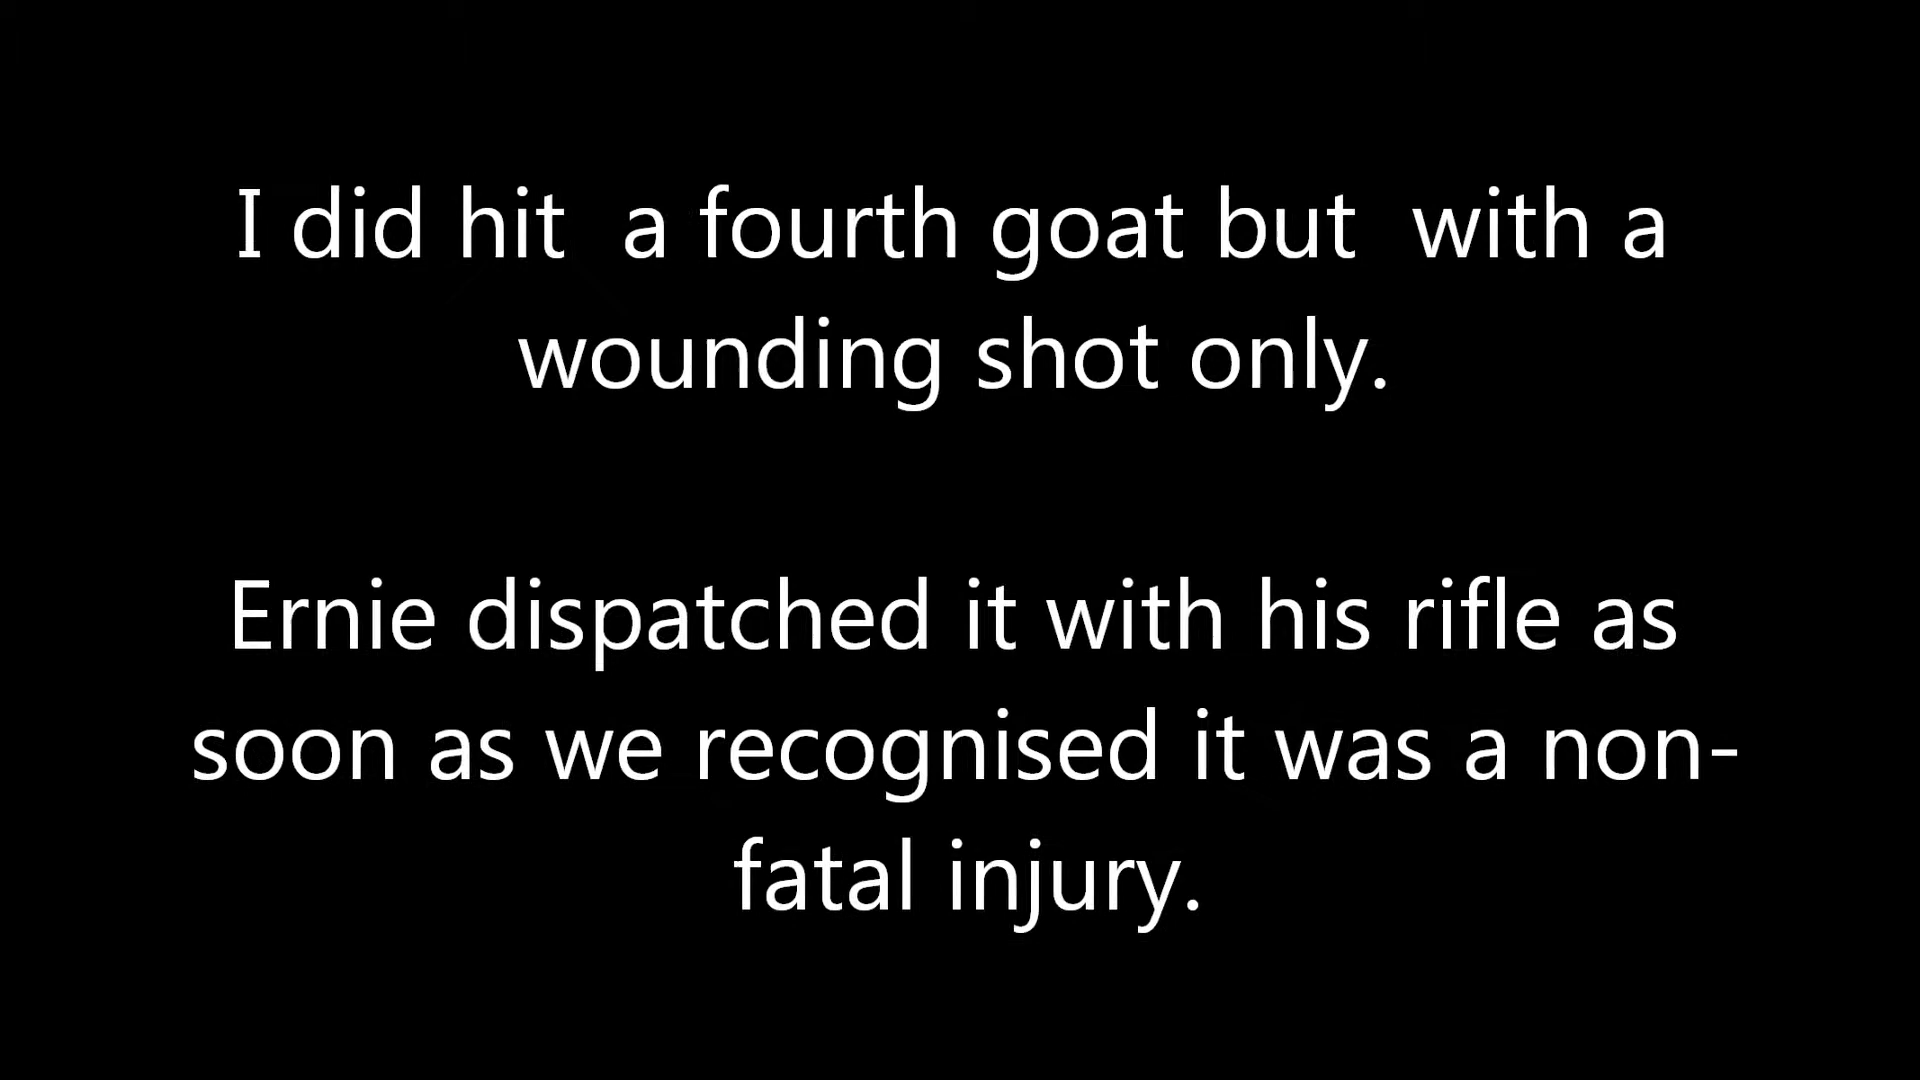 I did hit  a fourth goat but  with a
wounding shot only.
Ernie dispatched it with his rifle as
soon as we recognised it was a non-
fatal injury.